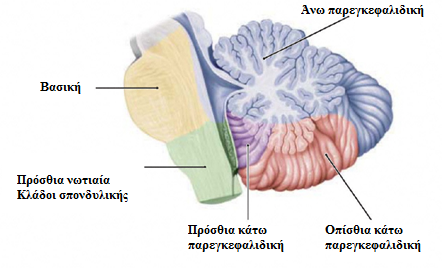 Άνω παρεγκεφαλιδική
Βασική
Πρόσθια νωτιαία
Κλάδοι σπονδυλικής
Πρόσθια κάτω
παρεγκεφαλιδική
Οπίσθια κάτω
παρεγκεφαλιδική